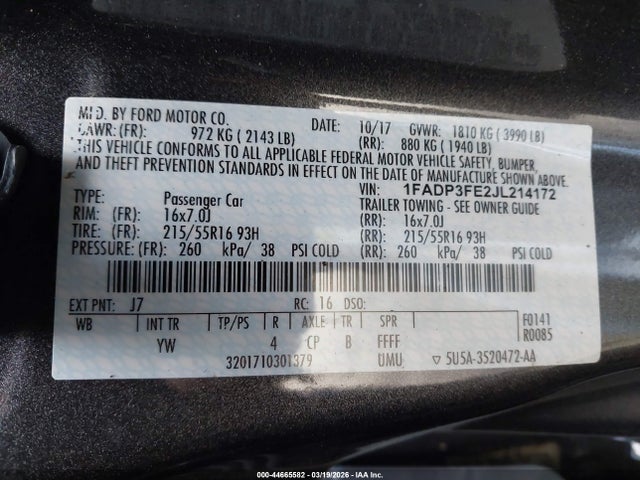 MFD. BY FORD MOTOR CO. DATE: 10/17 GVWR: 1810 KG ( 3990 LB)
GAWR: (FR): 972 KG ( 2143 LB) (RR): 880 KG ( 1940 LB)
THIS VEHICLE CONFORMS TO ALL APPLICABLE FEDERAL MOTOR VEHICLE SAFETY, BUMPER,
AND THEFT PREVENTION STANDARDS IN EFFECT ON THE DATE OF MANUFACTURE SHOWN ABOVE.
VIN: 1FADP3FE2JL214172
TYPE: Passenger Car TRAILER TOWING - SEE OWNER GUIDE
RIM: (FR): 16x7.0J (RR): 16x7.0J
TIRE: (FR): 215/55R16 93H (RR): 215/55R16 93H
PRESSURE: (FR): 260 kPa/ 38 PSI COLD (RR): 260 kPa/ 38 PSI COLD
EXT PNT: J7 RC: 16 DSO: F0141
WB INT TR TP/PS R AXLE TR SPR R0085
YW 4 CP B FFFF
3201710301379 UMU 5U5A-3520472-AA
000-44665582 | 03/19/2026 - IAA Inc.